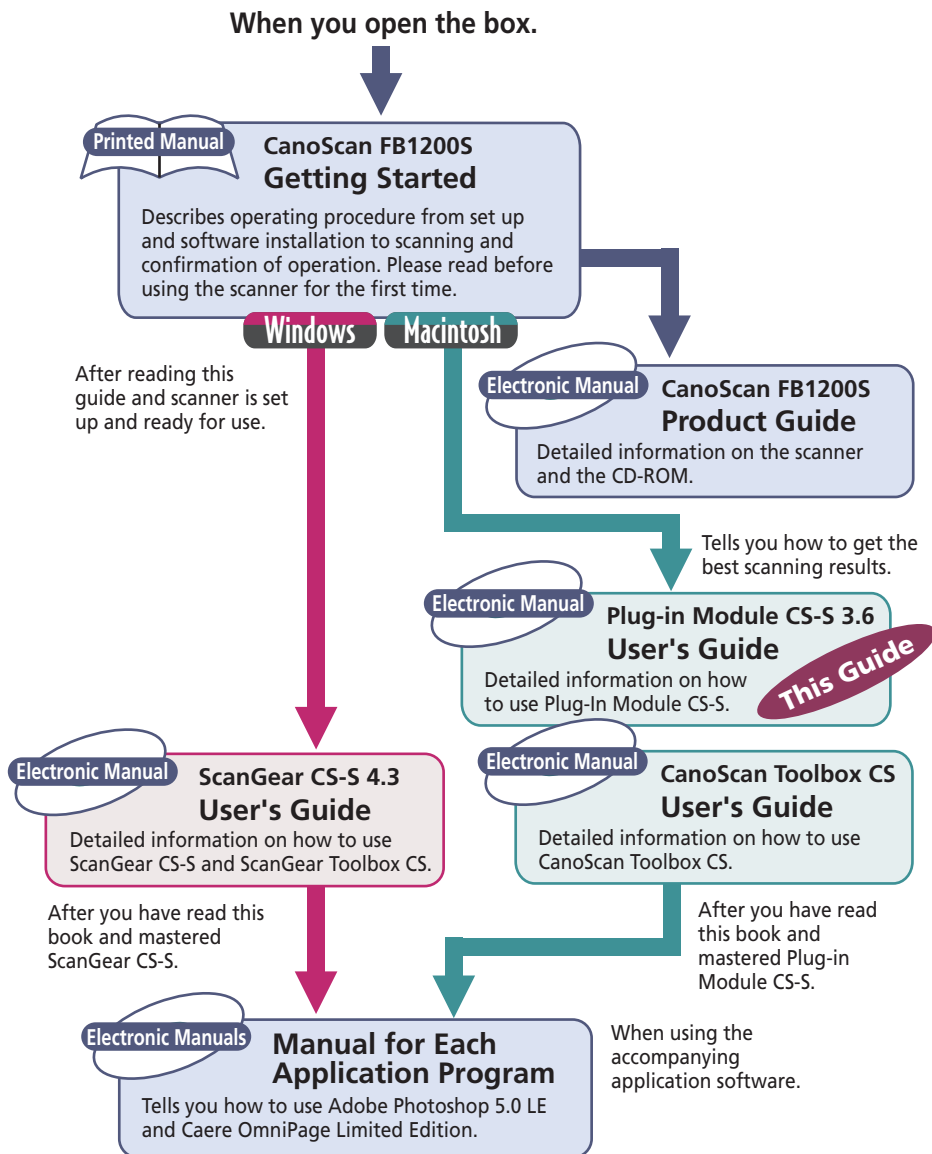 When you open the box.
Printed Manual
CanoScan FB1200S
Getting Started
Describes operating procedure from set up
and software installation to scanning and
confirmation of operation. Please read before
using the scanner for the first time.
Windows
Macintosh
After reading this
guide and scanner is set
up and ready for use.
Electronic Manual
CanoScan FB1200S
Product Guide
Detailed information on the scanner
and the CD-ROM.
Tells you how to get the
best scanning results.
Electronic Manual
Plug-in Module CS-S 3.6
User's Guide
Detailed information on how
to use Plug-In Module CS-S.
This Guide
Electronic Manual
ScanGear CS-S 4.3
User's Guide
Detailed information on how to use
ScanGear CS-S and ScanGear Toolbox CS.
Electronic Manual
CanoScan Toolbox CS
User's Guide
Detailed information on how to use
CanoScan Toolbox CS.
After you have read this
book and mastered
ScanGear CS-S.
After you have read
this book and
mastered Plug-in
Module CS-S.
Electronic Manuals
Manual for Each
Application Program
Tells you how to use Adobe Photoshop 5.0 LE
and Caere OmniPage Limited Edition.
When using the
accompanying
application software.